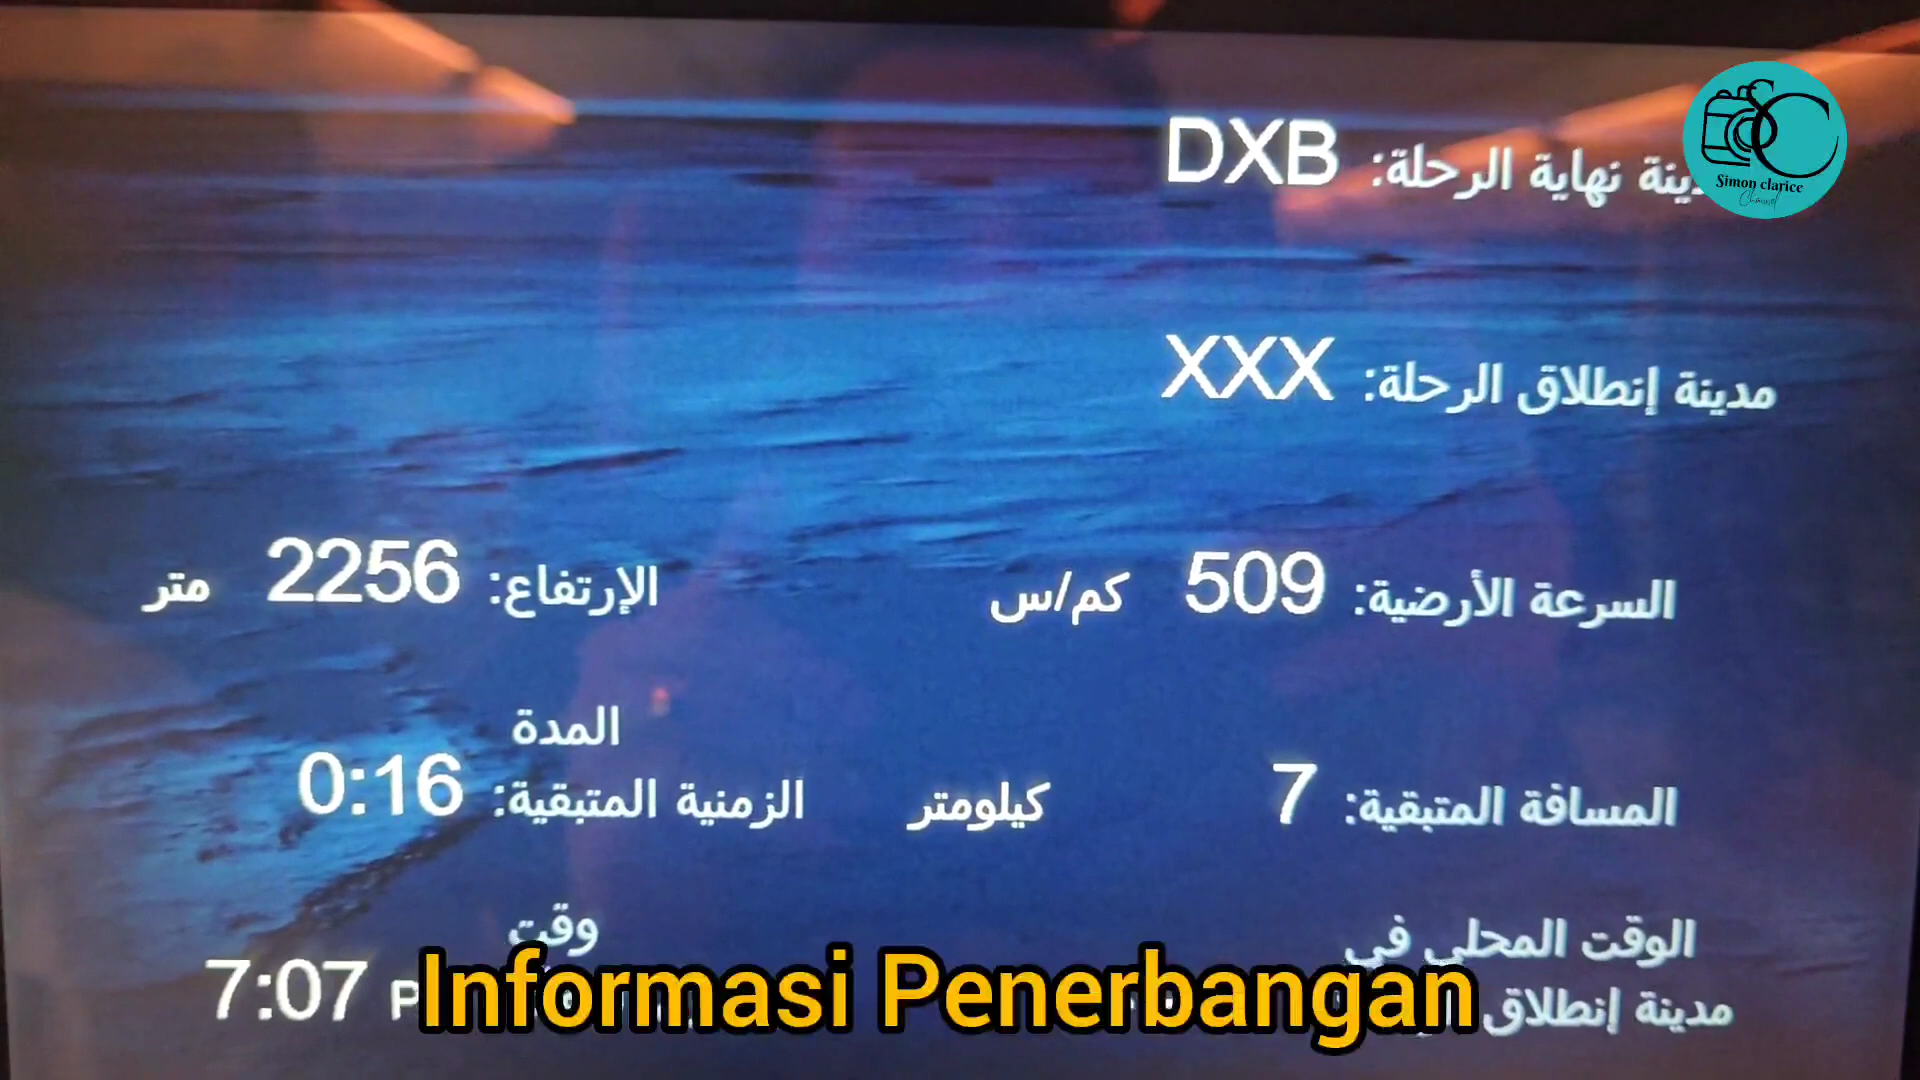 مدينة نهاية الرحلة: DXB
Simon clarice
Channel
مدينة إنطلاق الرحلة: XXX
السرعة الأرضية: 509 كم/س
الإرتفاع: 2256 متر
المسافة المتبقية: 7 كيلومتر
المدة
الزمنية المتبقية: 0:16
الوقت المحلي في
مدينة إنطلاق
وقت
7:07 P
Informasi Penerbangan